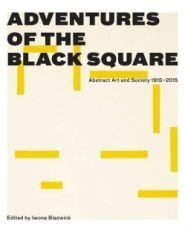 ADVENTURES
OF THE
BLACK SQUARE
Abstract Art and Society 1915–2015
Edited by Iwona Blazwick